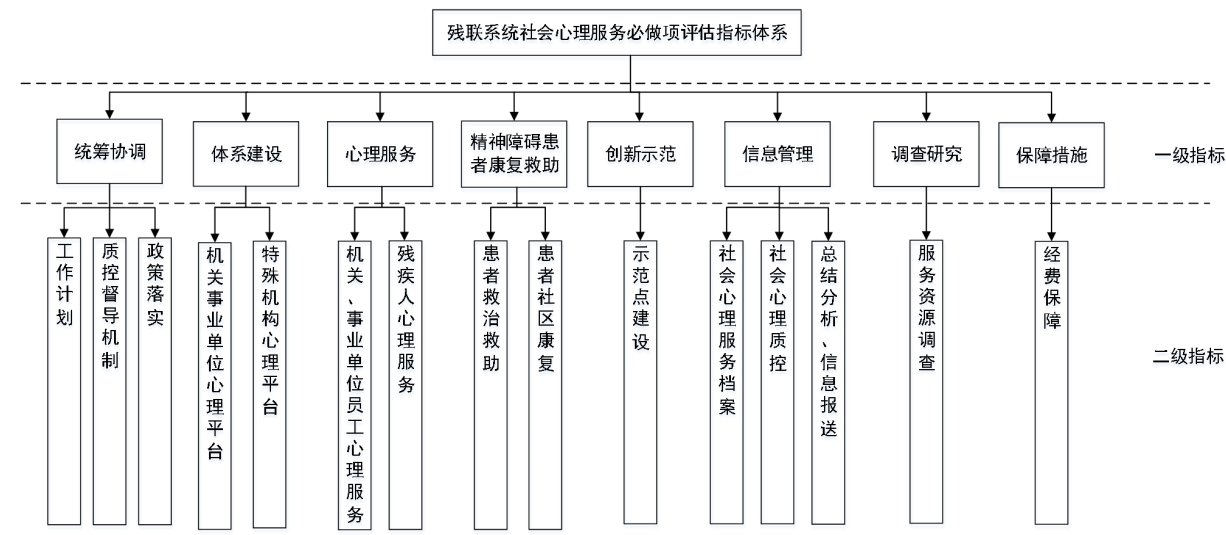 残联系统社会心理服务必做项评估指标体系
统筹协调
体系建设
心理服务
精神障碍患
者康复救助
创新示范
信息管理
调查研究
保障措施
一级指标
工作计划
质控督导机制
政策落实
机关事业单位心理平台
特殊机构心理平台
机关、事业单位员工心理服务
残疾人心理服务
患者救治救助
患者社区康复
示范点建设
社会心理服务档案
社会心理质控
总结分析、信息报送
服务资源调查
经费保障
二级指标